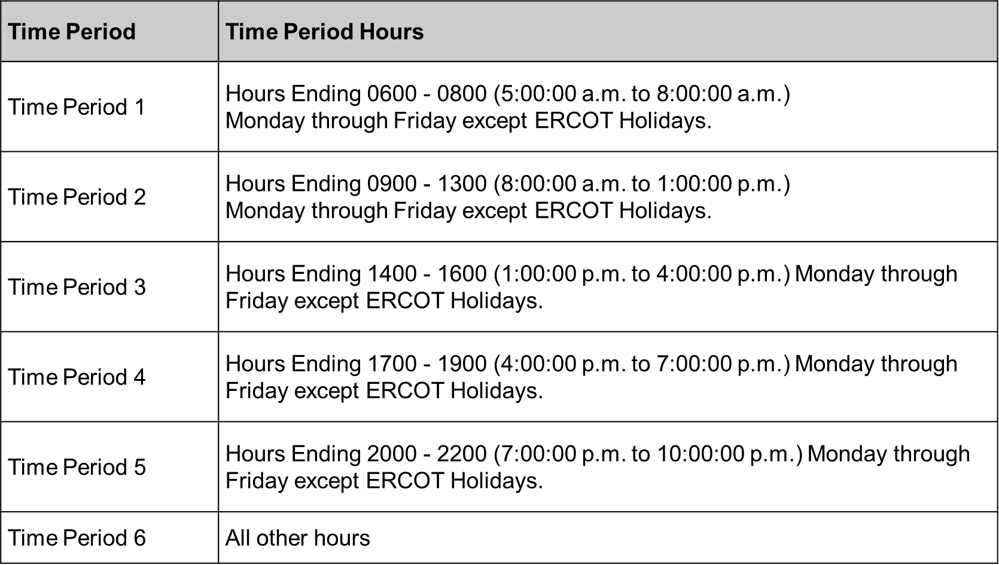 Time Period
Time Period Hours
Time Period 1
Hours Ending 0600 - 0800 (5:00:00 a.m. to 8:00:00 a.m.)
Monday through Friday except ERCOT Holidays.
Time Period 2
Hours Ending 0900 - 1300 (8:00:00 a.m. to 1:00:00 p.m.)
Monday through Friday except ERCOT Holidays.
Time Period 3
Hours Ending 1400 - 1600 (1:00:00 p.m. to 4:00:00 p.m.) Monday through
Friday except ERCOT Holidays.
Time Period 4
Hours Ending 1700 - 1900 (4:00:00 p.m. to 7:00:00 p.m.) Monday through
Friday except ERCOT Holidays.
Time Period 5
Hours Ending 2000 - 2200 (7:00:00 p.m. to 10:00:00 p.m.) Monday through
Friday except ERCOT Holidays.
Time Period 6
All other hours